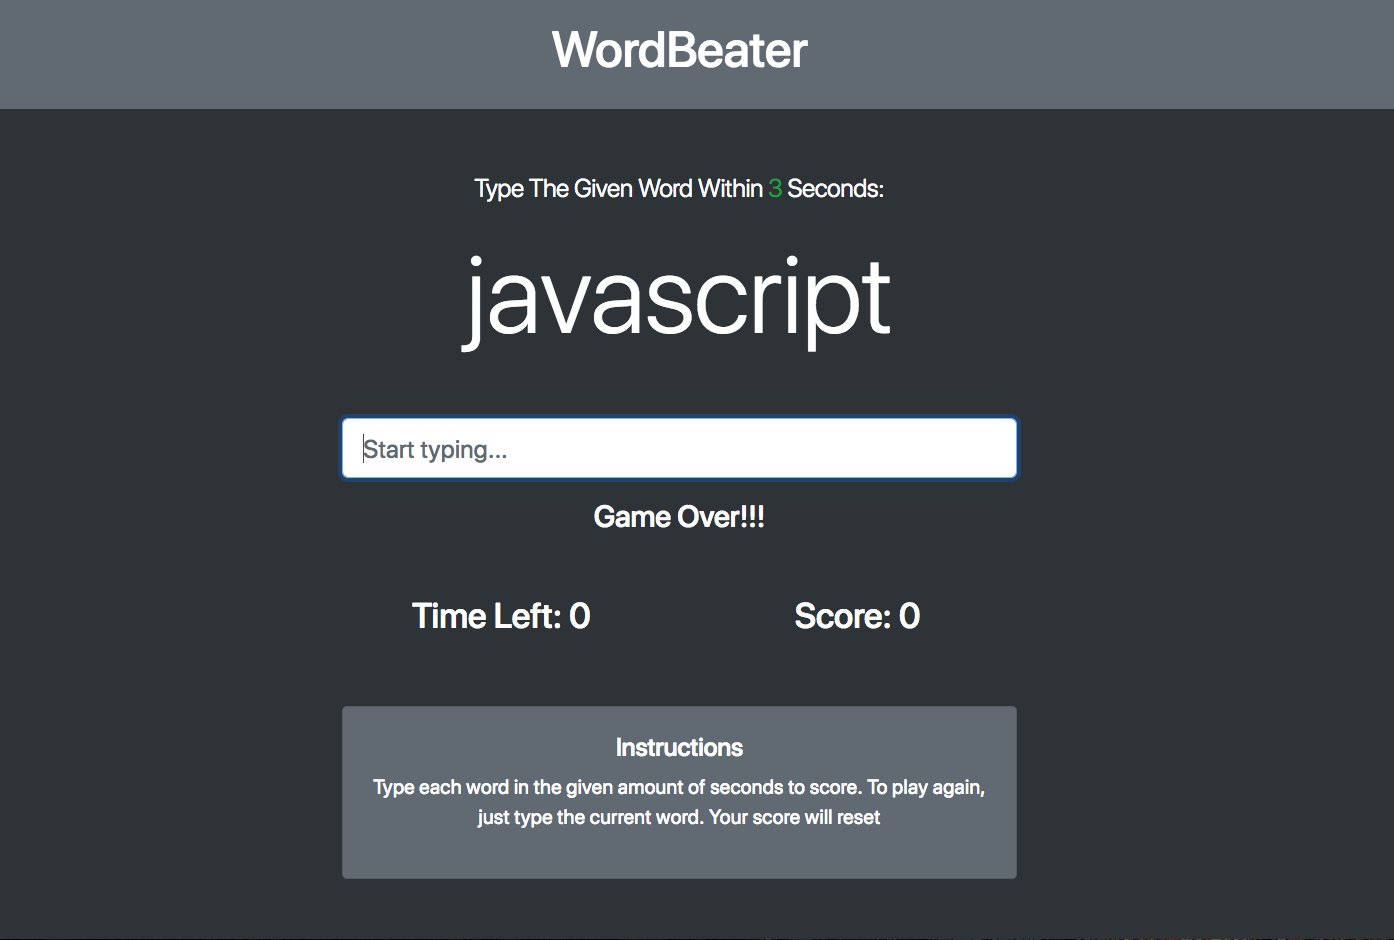 WordBeater
Type The Given Word Within 3 Seconds:
javascript
Start typing...
Game Over!!!
Time Left: 0 Score: 0
Instructions
Type each word in the given amount of seconds to score. To play again,
just type the current word. Your score will reset